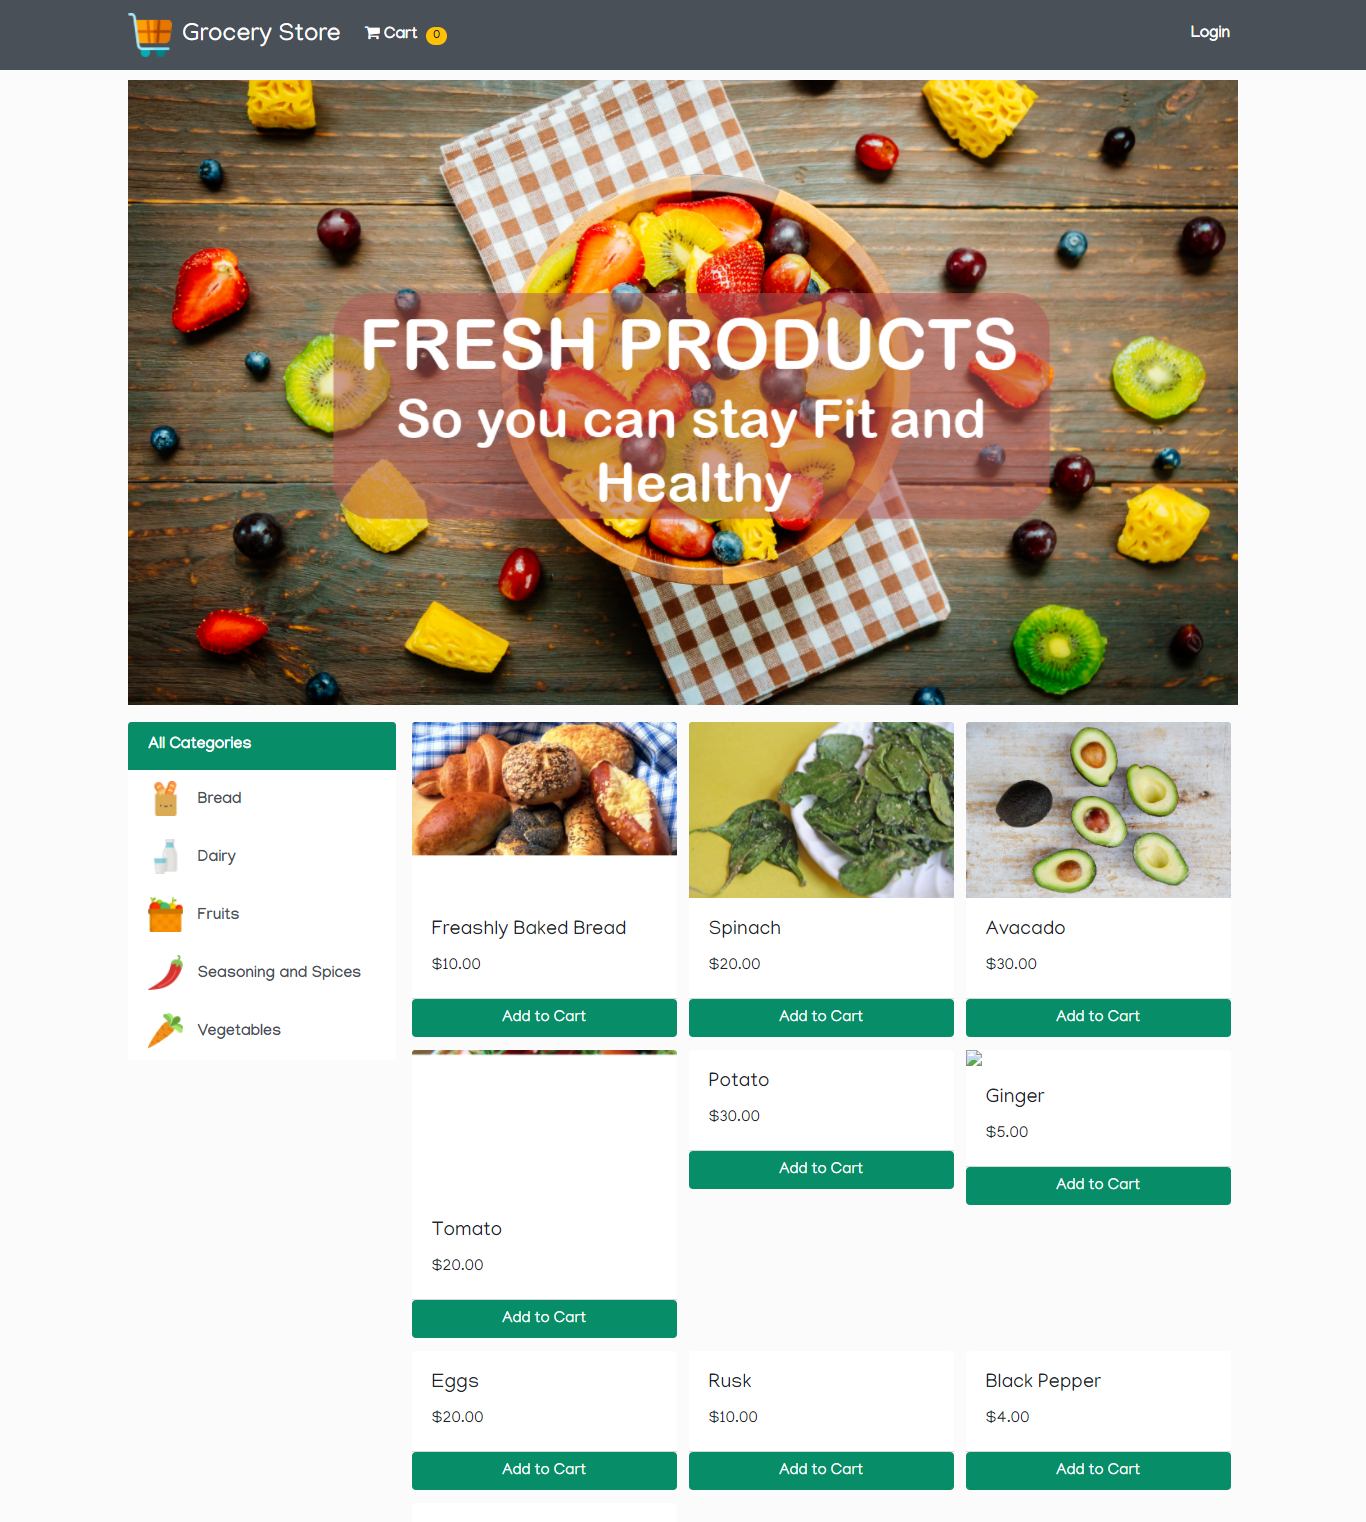 Grocery Store
Cart 0
Login
FRESH PRODUCTS
So you can stay Fit and
Healthy
All Categories
Bread
Dairy
Fruits
Seasoning and Spices
Vegetables
Freashly Baked Bread
$10.00
Add to Cart
Spinach
$20.00
Add to Cart
Avacado
$30.00
Add to Cart
Tomato
$20.00
Add to Cart
Potato
$30.00
Add to Cart
Ginger
$5.00
Add to Cart
Eggs
$20.00
Add to Cart
Rusk
$10.00
Add to Cart
Black Pepper
$4.00
Add to Cart